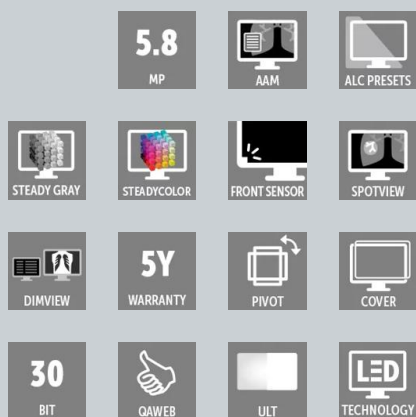 5.8
MP
AAM
ALC PRESETS
STEADY GRAY
STEADYCOLOR
FRONT SENSOR
SPOTVIEW
DIMVIEW
5Y
WARRANTY
PIVOT
COVER
30
BIT
QAWEB
ULT
LED
TECHNOLOGY